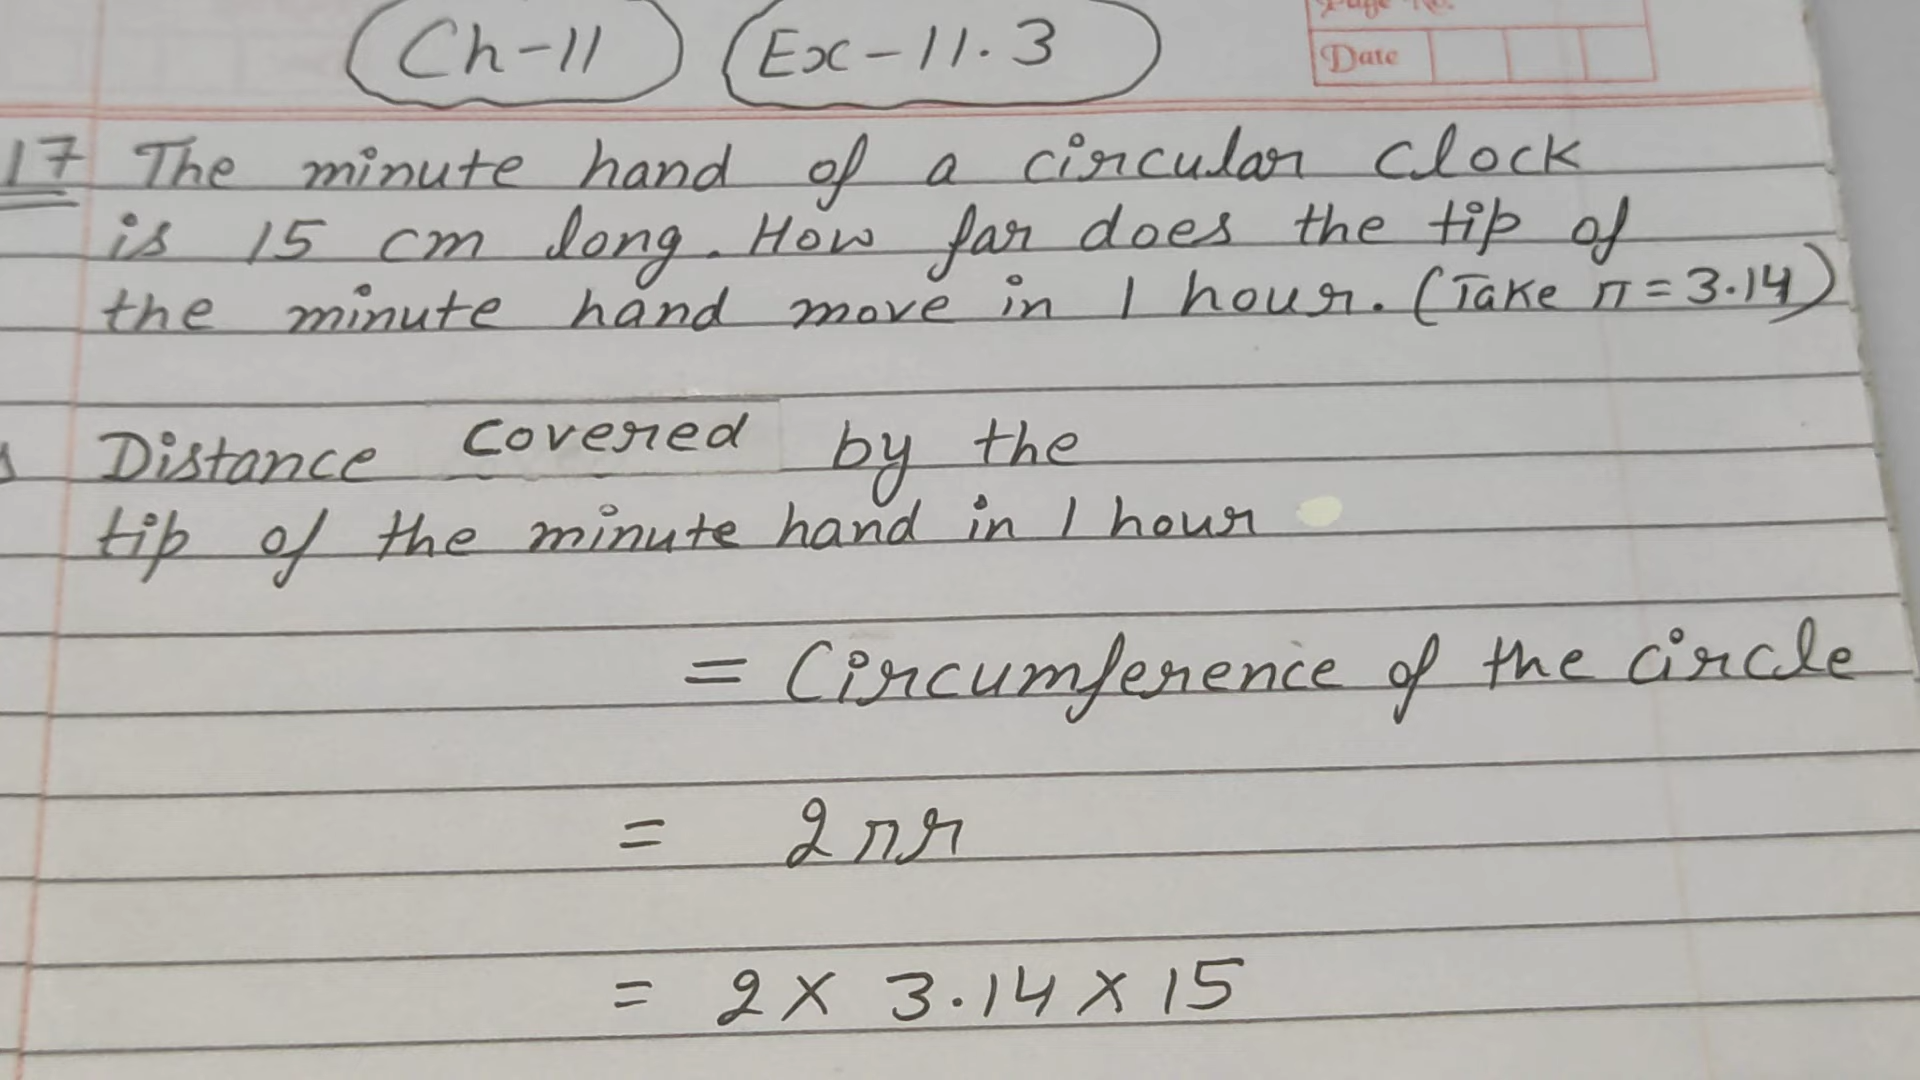 Ch-11 Ex-11.3
Page No.
Date
17 The minute hand of a circular clock
is 15 cm long. How far does the tip of
the minute hand move in 1 hour. (Take π=3.14)
Distance covered by the
tip of the minute hand in 1 hour
= Circumference of the circle
= 2πr
= 2× 3.14×15